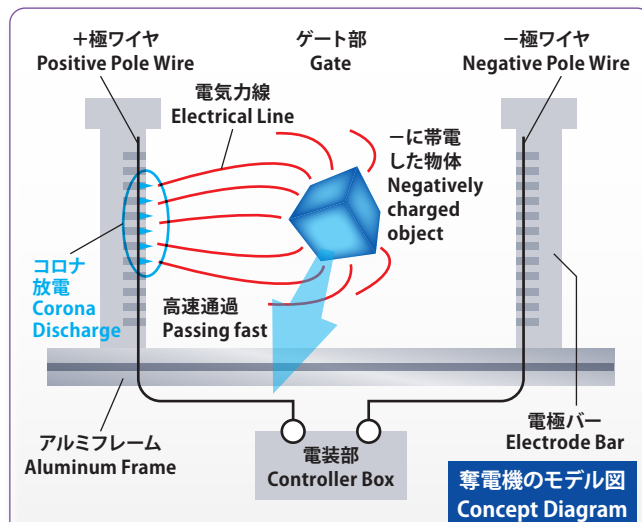 ＋極ワイヤ
Positive Pole Wire
ゲート部
Gate
－極ワイヤ
Negative Pole Wire
電気力線
Electrical Line
－に帯電
した物体
Negatively
charged
object
コロナ
放電
Corona
Discharge
高速通過
Passing fast
アルミフレーム
Aluminum Frame
電装部
Controller Box
電極バー
Electrode Bar
奪電機のモデル図
Concept Diagram